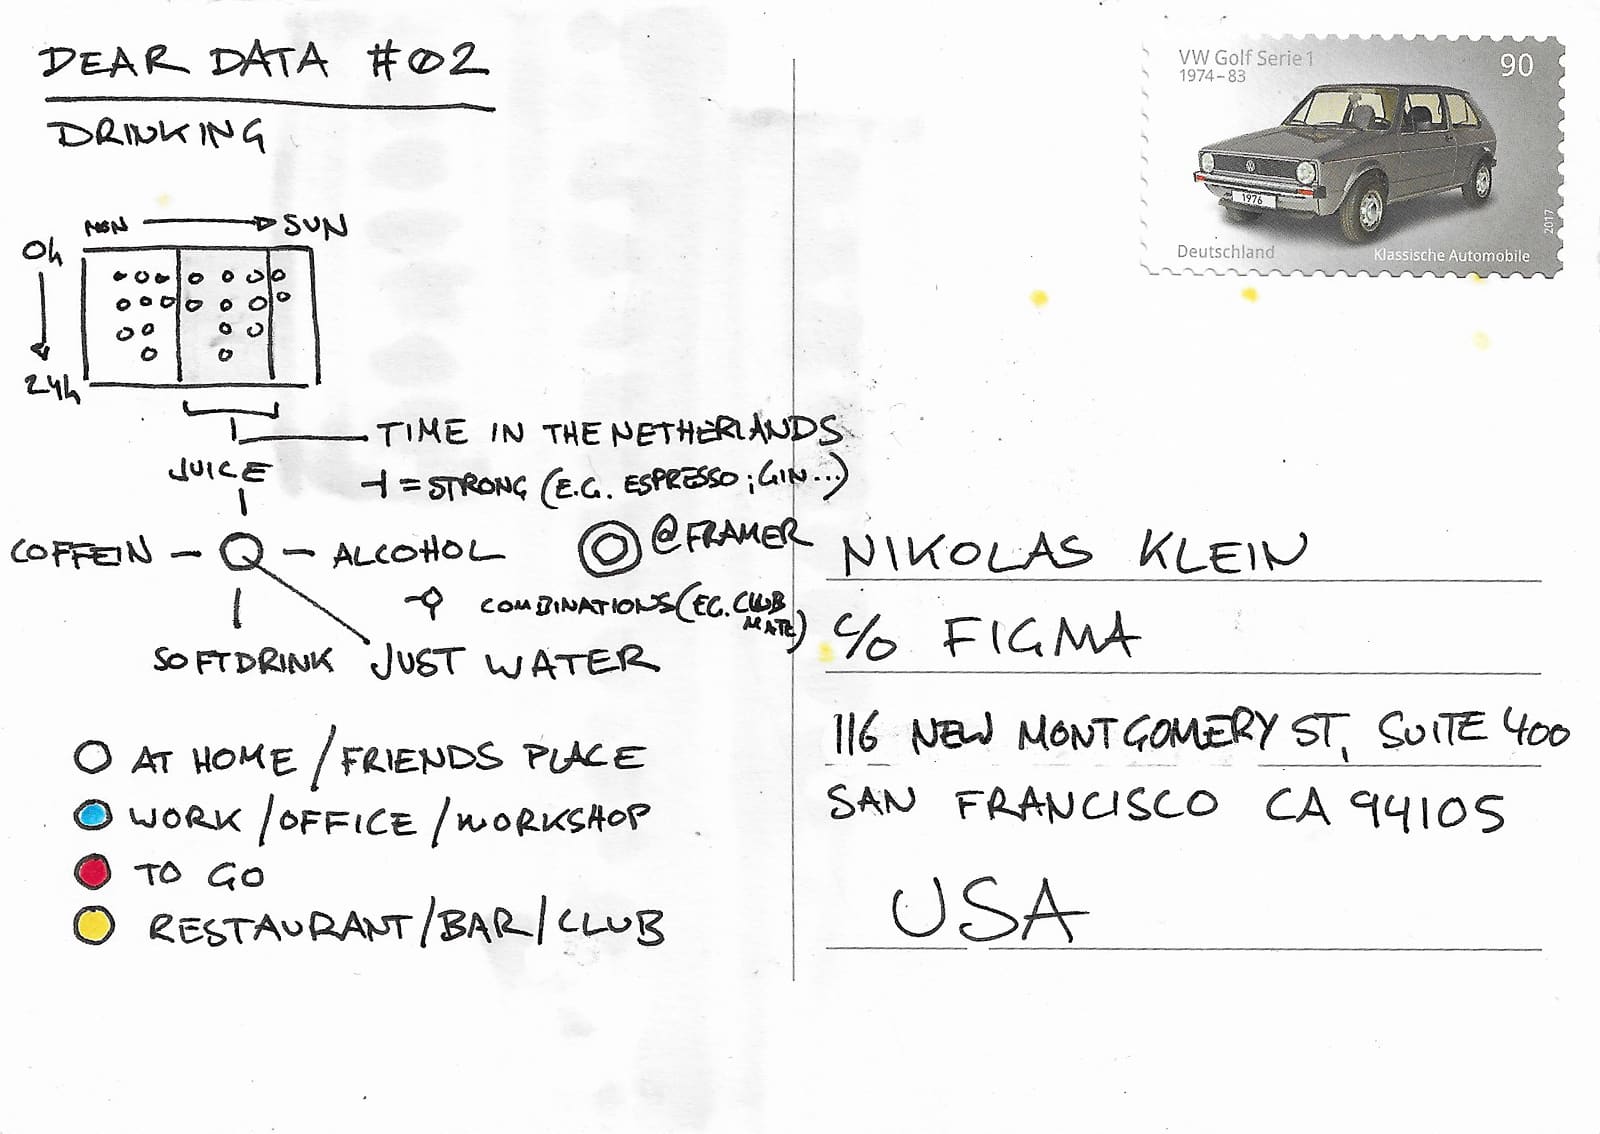 DEAR DATA #02
DRINKING
MON SUN
0h
24h
TIME IN THE NETHERLANDS
JUICE
= STRONG (E.G. ESPRESSO; GIN...)
COFFEIN — ALCOHOL
@FRAMER
COMBINATIONS (EG. CLUB
MATE)
SOFTDRINK JUST WATER
AT HOME / FRIENDS PLACE
WORK / OFFICE / WORKSHOP
TO GO
RESTAURANT / BAR / CLUB
VW Golf Serie 1
1974–83
90
1976
2017
Deutschland
Klassische Automobile
NIKOLAS KLEIN
C/O FIGMA
116 NEW MONTGOMERY ST, SUITE 400
SAN FRANCISCO CA 94105
USA